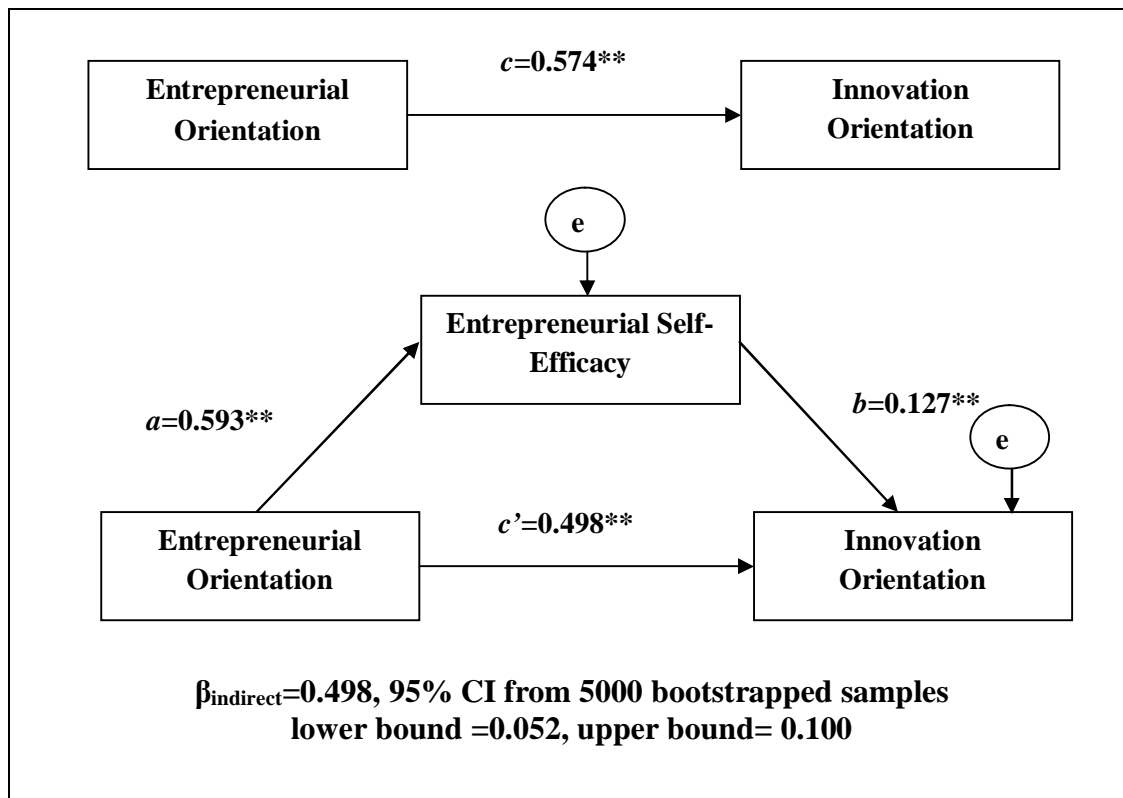 c=0.574**
Entrepreneurial
Orientation
Innovation
Orientation
e
Entrepreneurial Self-
Efficacy
a=0.593**
b=0.127**
e
c’=0.498**
Entrepreneurial
Orientation
Innovation
Orientation
βindirect=0.498, 95% CI from 5000 bootstrapped samples
lower bound =0.052, upper bound= 0.100